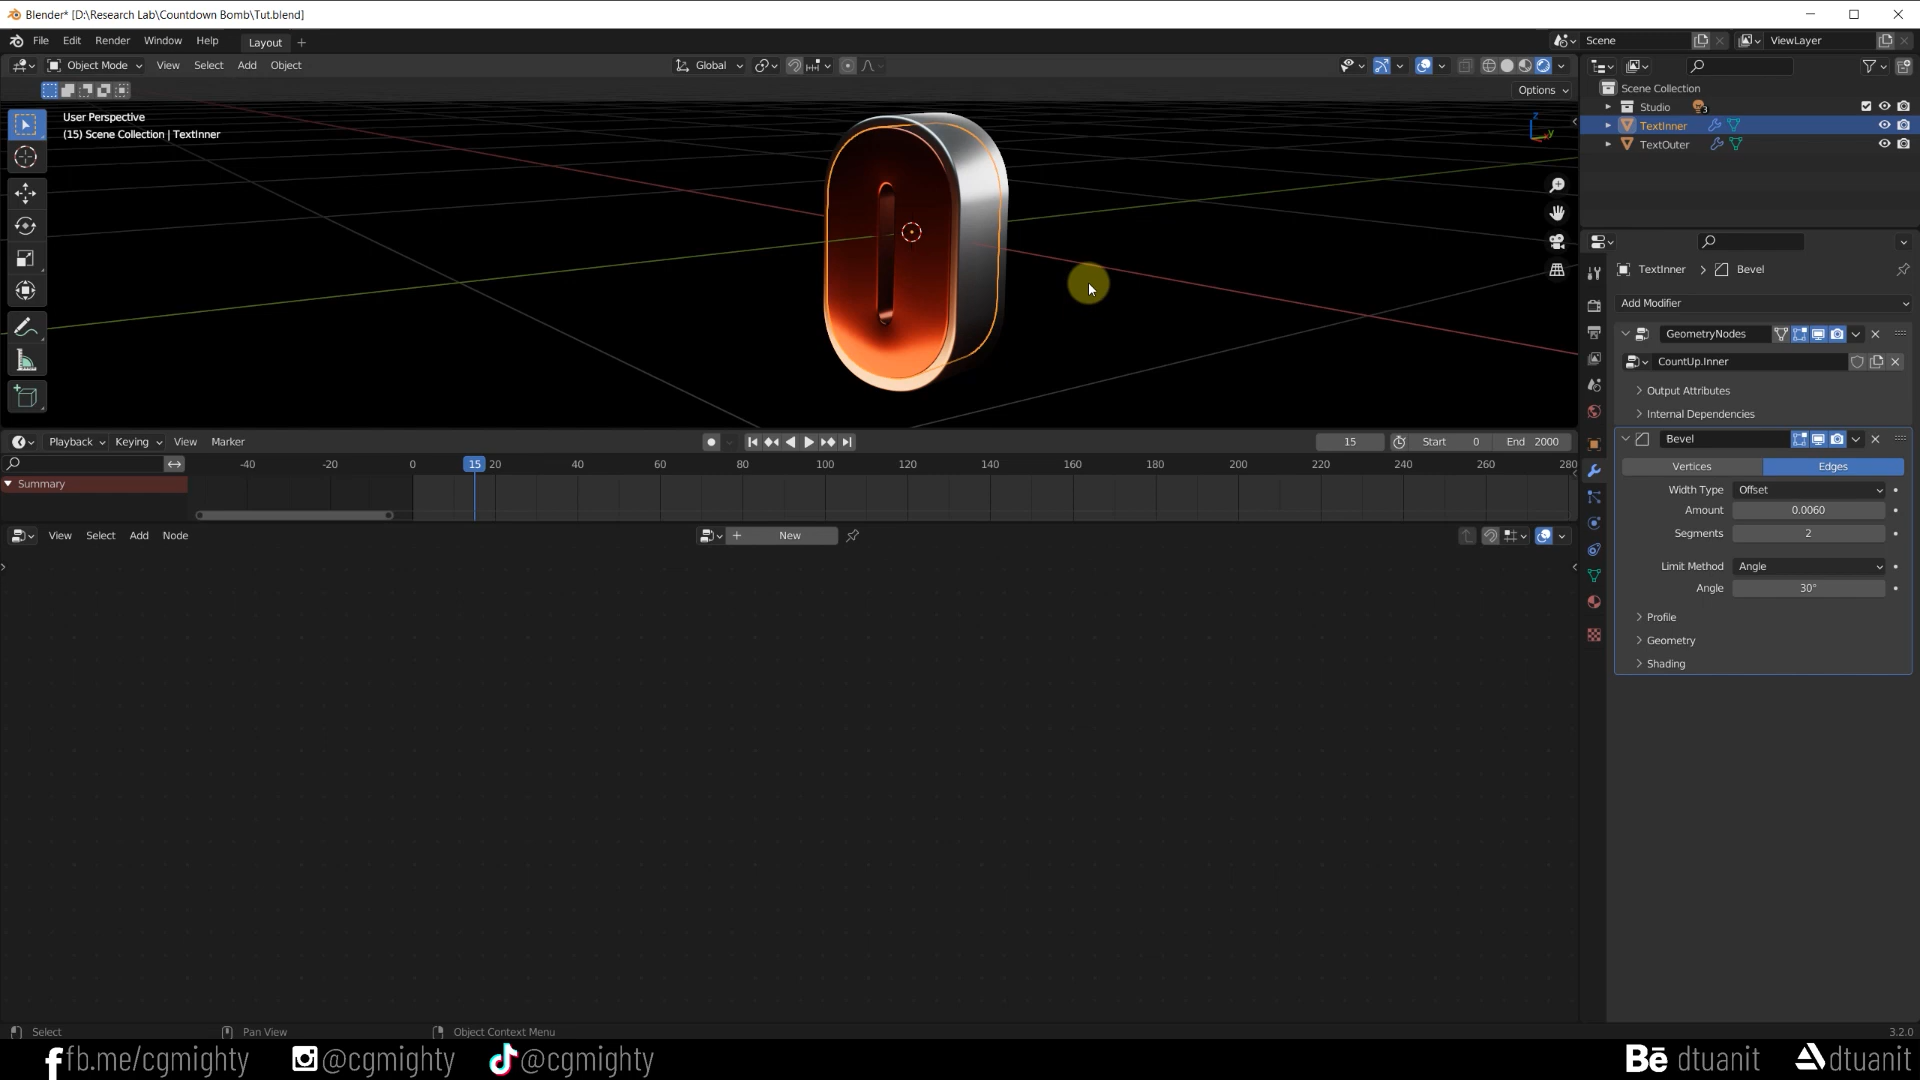 Blender* [D:\Research Lab\Countdown Bomb\Tut.blend]
File Edit Render Window Help Layout + Scene ViewLayer
Object Mode View Select Add Object Global
Options
User Perspective
(15) Scene Collection | TextInner
Z
Y
Scene Collection
Studio 3
TextInner
TextOuter
TextInner > Bevel
Add Modifier
GeometryNodes
CountUp.Inner
Output Attributes
Internal Dependencies
Bevel
Vertices Edges
Width Type Offset
Amount 0.0060
Segments 2
Limit Method Angle
Angle 30°
Profile
Geometry
Shading
Playback Keying View Marker 15 Start 0 End 2000
-40 -20 0 15 20 40 60 80 100 120 140 160 180 200 220 240 260 280
Summary
View Select Add Node + New
Select Pan View Object Context Menu 3.2.0
fb.me/cgmighty @cgmighty @cgmighty Bē dtuanit dtuanit